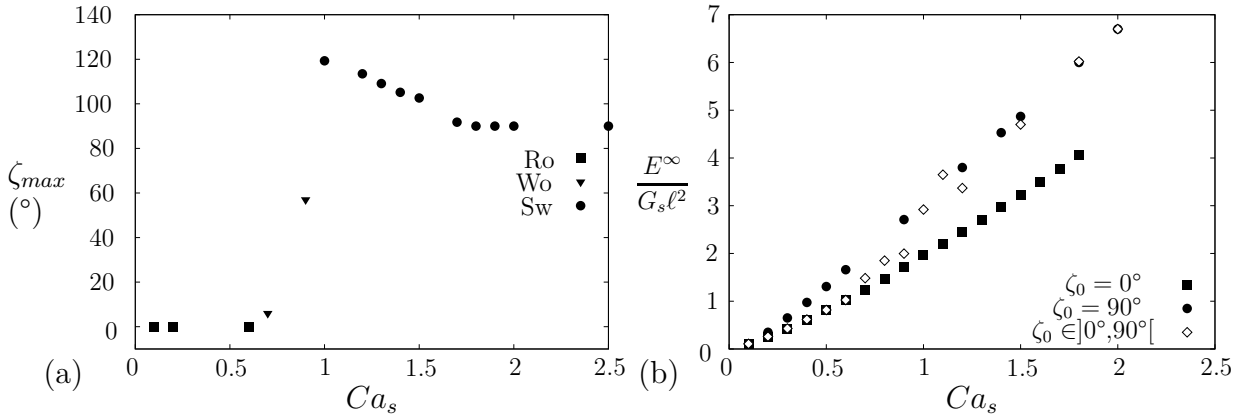 140
120
100
80
60
40
20
0
ζmax
(°)
Ro
Wo
Sw
0
0.5
1
1.5
2
2.5
(a)
Cas
7
6
5
4
3
2
1
0
E∞
Gsℓ2
ζ0 = 0°
ζ0 = 90°
ζ0 ∈]0°,90°[
0
0.5
1
1.5
2
2.5
(b)
Cas